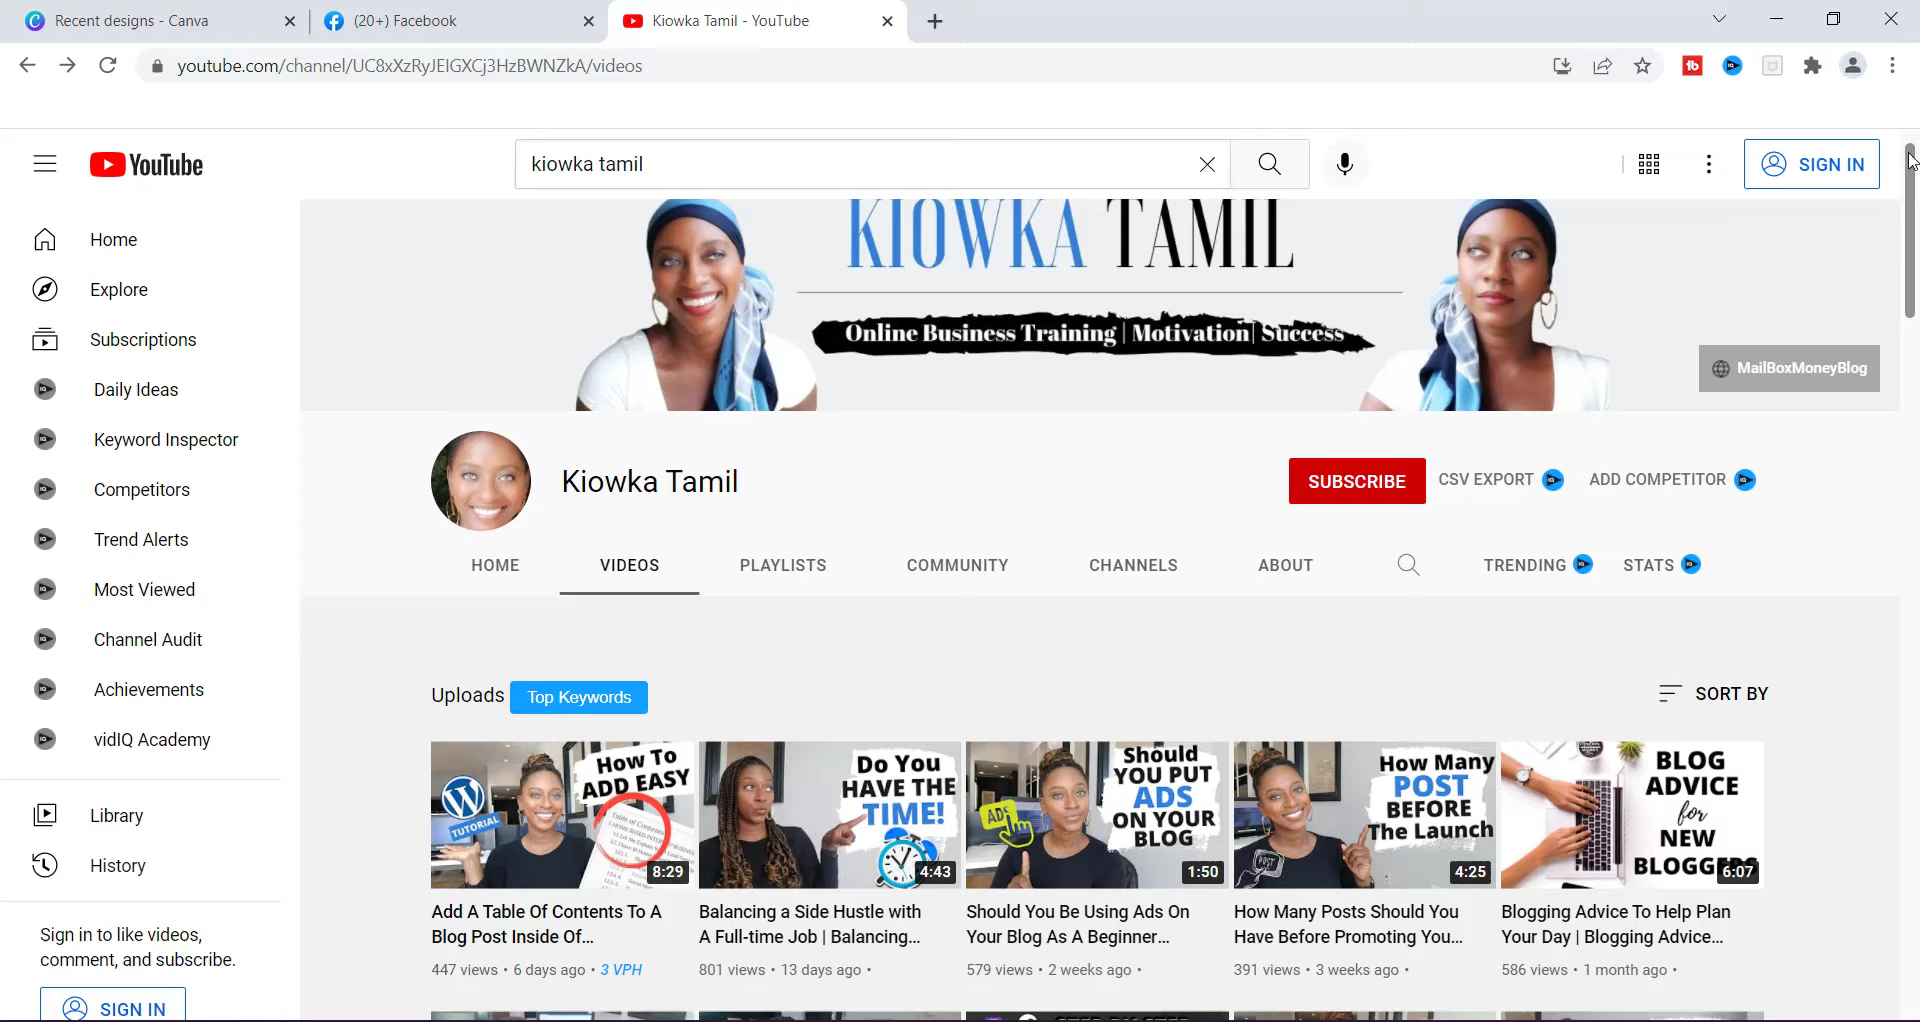 Recent designs - Canva
(20+) Facebook
Kiowka Tamil - YouTube
youtube.com/channel/UC8xXzRyJEIGXCj3HzBWNZkA/videos
YouTube
kiowka tamil
SIGN IN
Home
Explore
Subscriptions
Daily Ideas
Keyword Inspector
Competitors
Trend Alerts
Most Viewed
Channel Audit
Achievements
vidIQ Academy
Library
History
Sign in to like videos,
comment, and subscribe.
SIGN IN
KIOWKA TAMIL
Online Business Training | Motivation | Success
MailBoxMoneyBlog
Kiowka Tamil
SUBSCRIBE
CSV EXPORT
ADD COMPETITOR
HOME
VIDEOS
PLAYLISTS
COMMUNITY
CHANNELS
ABOUT
TRENDING
STATS
Uploads
Top Keywords
SORT BY
How To
ADD EASY
TUTORIAL
Table of Contents
8:29
Add A Table Of Contents To A
Blog Post Inside Of...
447 views • 6 days ago • 3 VPH
Do You
HAVE THE
TIME!
4:43
Balancing a Side Hustle with
A Full-time Job | Balancing...
801 views • 13 days ago •
Should
YOU PUT
ADS
ON YOUR
BLOG
ADS
1:50
Should You Be Using Ads On
Your Blog As A Beginner...
579 views • 2 weeks ago •
How Many
POST
BEFORE
The Launch
POST
4:25
How Many Posts Should You
Have Before Promoting You...
391 views • 3 weeks ago •
BLOG
ADVICE
for
NEW
BLOGGERS
6:07
Blogging Advice To Help Plan
Your Day | Blogging Advice...
586 views • 1 month ago •